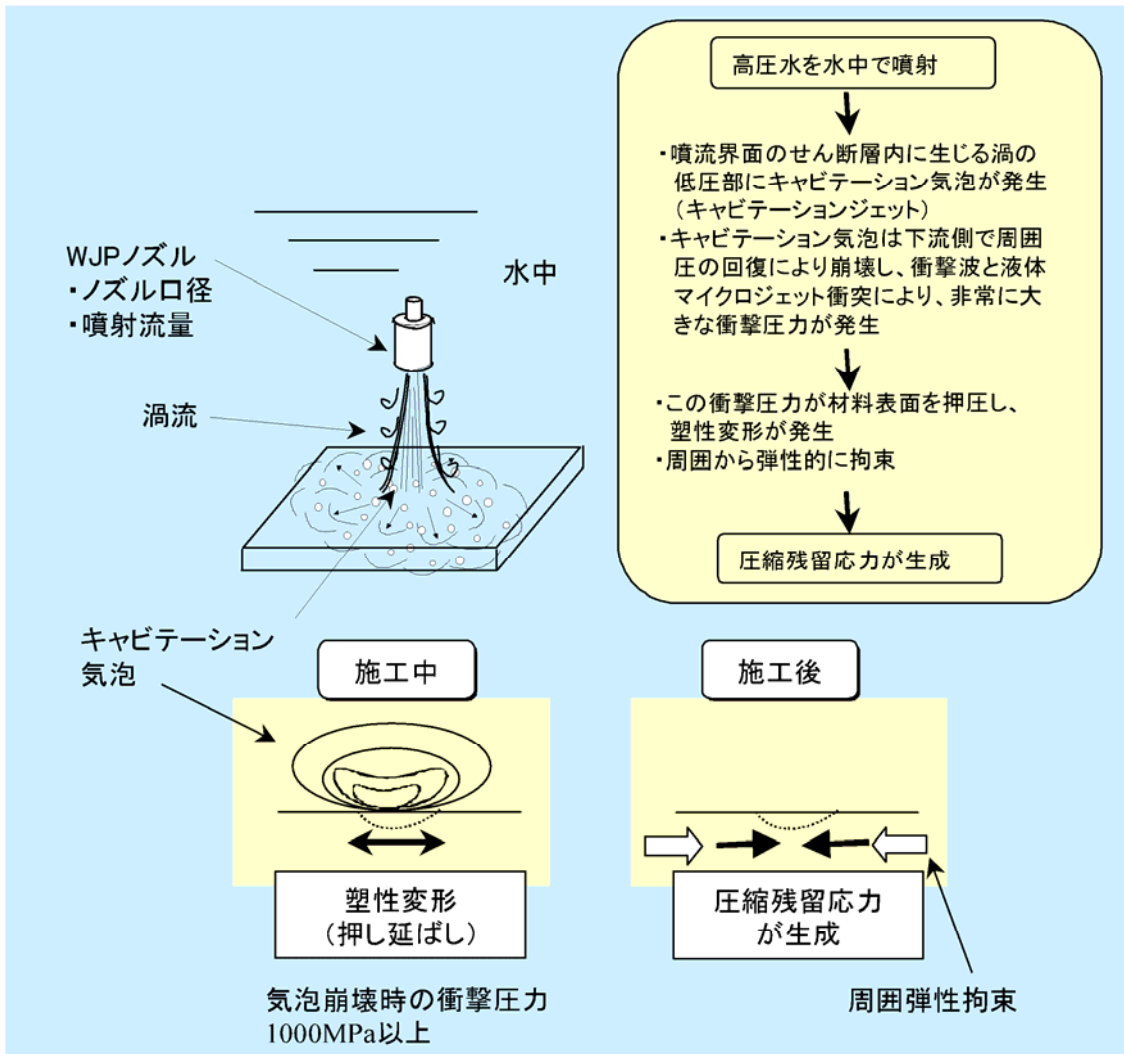 高圧水を水中で噴射
・噴流界面のせん断層内に生じる渦の
低圧部にキャビテーション気泡が発生
(キャビテーションジェット)
・キャビテーション気泡は下流側で周囲
圧の回復により崩壊し、衝撃波と液体
マイクロジェット衝突により、非常に大
きな衝撃圧力が発生
・この衝撃圧力が材料表面を押圧し、
塑性変形が発生
・周囲から弾性的に拘束
圧縮残留応力が生成
WJPノズル
・ノズル口径
・噴射流量
水中
渦流
キャビテーション
気泡
施工中
塑性変形
(押し延ばし)
気泡崩壊時の衝撃圧力
1000MPa以上
施工後
圧縮残留応力
が生成
周囲弾性拘束